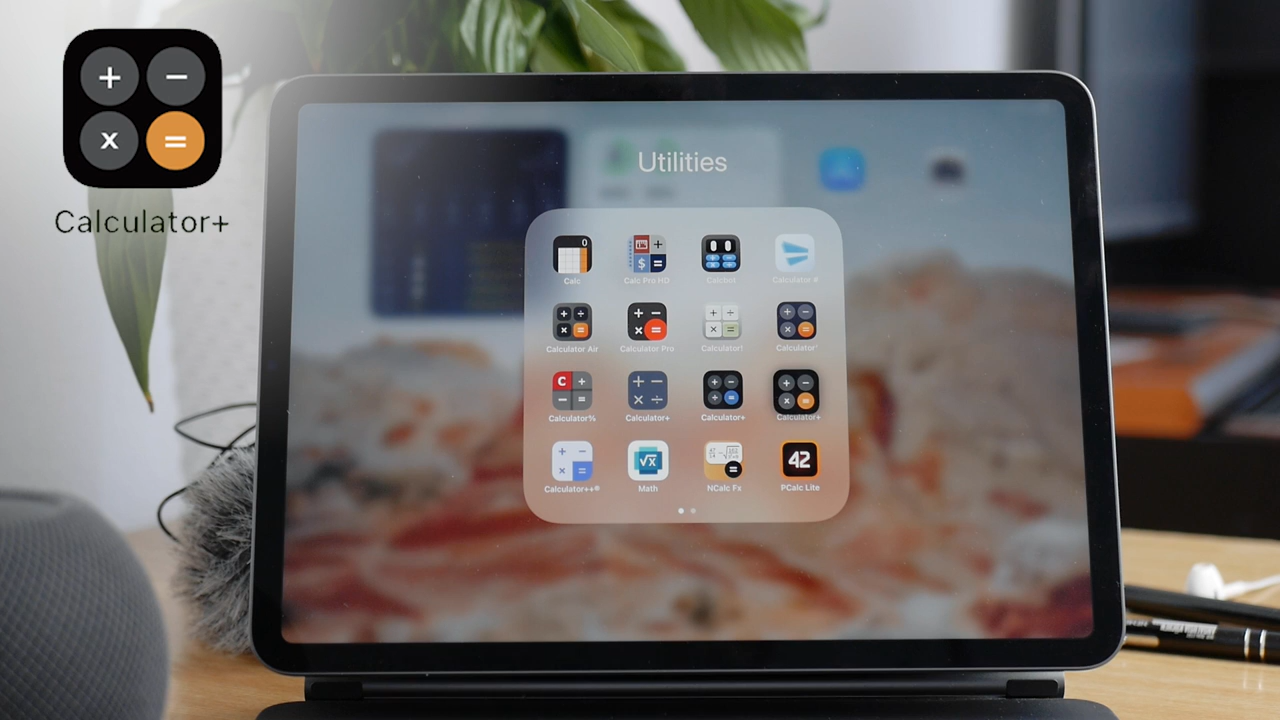 Calculator+
Utilities
Calc
Calc Pro HD
Calcbot
Calculator #
Calculator Air
Calculator Pro
Calculator!
Calculator'
Calculator%
Calculator+
Calculator+
Calculator+
Calculator++®
Math
NCalc Fx
42
PCalc Lite